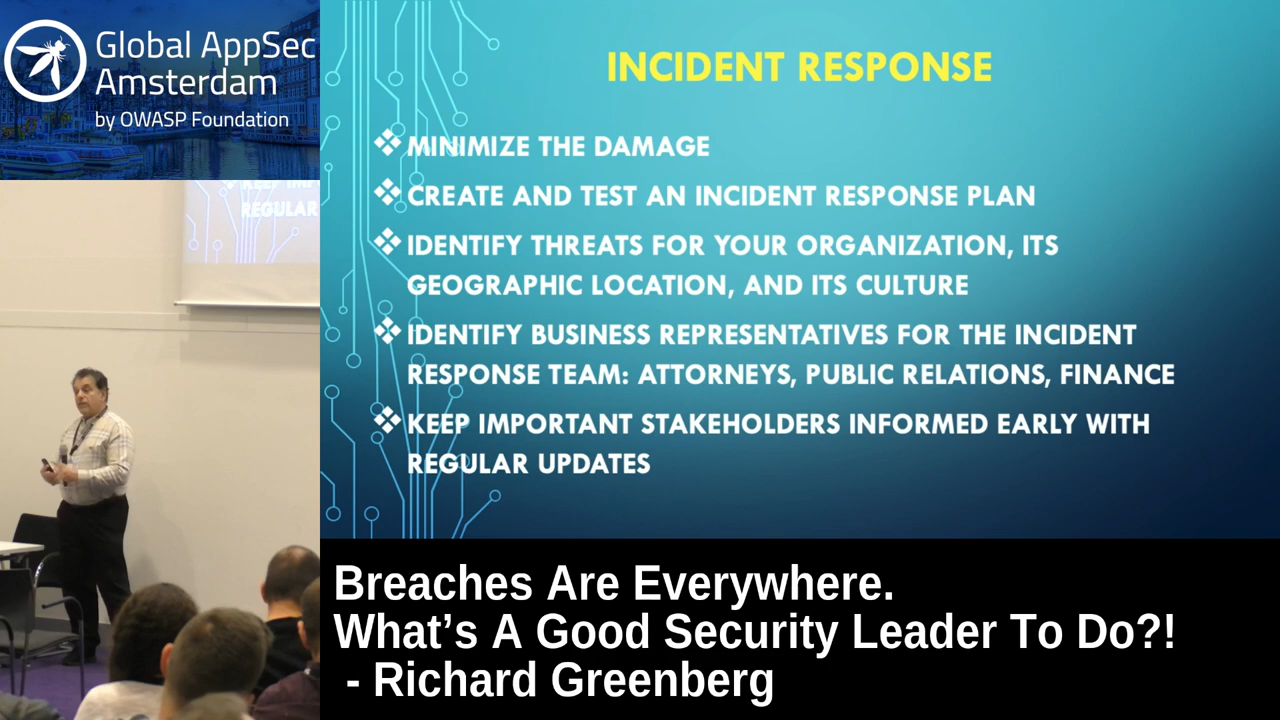 Global AppSec
Amsterdam
by OWASP Foundation
REGULAR
INCIDENT RESPONSE
❖ MINIMIZE THE DAMAGE
❖ CREATE AND TEST AN INCIDENT RESPONSE PLAN
❖ IDENTIFY THREATS FOR YOUR ORGANIZATION, ITS
GEOGRAPHIC LOCATION, AND ITS CULTURE
❖ IDENTIFY BUSINESS REPRESENTATIVES FOR THE INCIDENT
RESPONSE TEAM: ATTORNEYS, PUBLIC RELATIONS, FINANCE
❖ KEEP IMPORTANT STAKEHOLDERS INFORMED EARLY WITH
REGULAR UPDATES
Breaches Are Everywhere.
What’s A Good Security Leader To Do?!
- Richard Greenberg